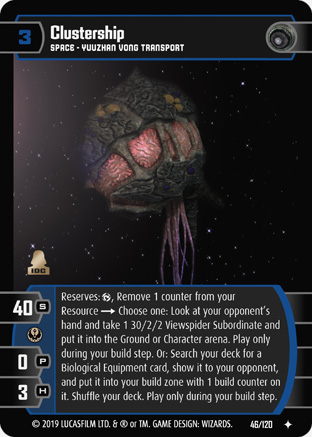 3
Clustership
SPACE - YUUZHAN VONG TRANSPORT
IDC
40 S
0 P
3 H
Reserves: , Remove 1 counter from your
Resource → Choose one: Look at your opponent's
hand and take 1 30/2/2 Viewspider Subordinate and
put it into the Ground or Character arena. Play only
during your build step. Or: Search your deck for a
Biological Equipment card, show it to your opponent,
and put it into your build zone with 1 build counter on
it. Shuffle your deck. Play only during your build step.
© 2019 LUCASFILM LTD. & ® or TM. GAME DESIGN: WIZARDS.
46/120